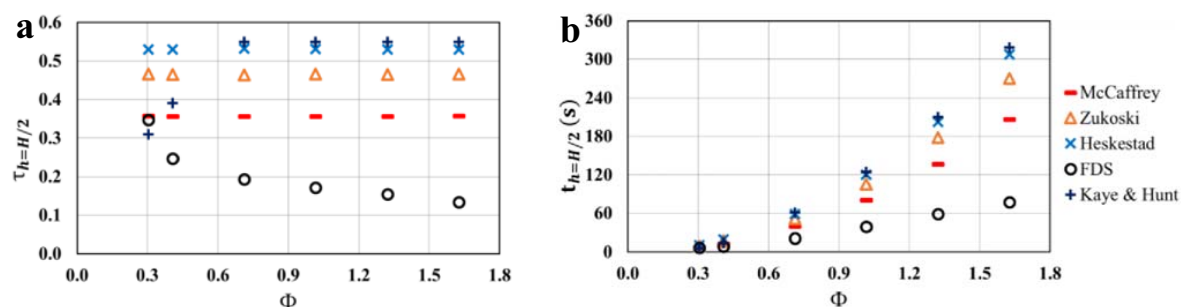 a
0.6
0.5
0.4
0.3
0.2
0.1
0.0
τh=H/2
0.0 0.3 0.6 0.9 1.2 1.5 1.8
Φ
b
360
300
240
180
120
60
0
th=H/2 (s)
0.0 0.3 0.6 0.9 1.2 1.5 1.8
Φ
McCaffrey
Zukoski
Heskestad
FDS
Kaye & Hunt